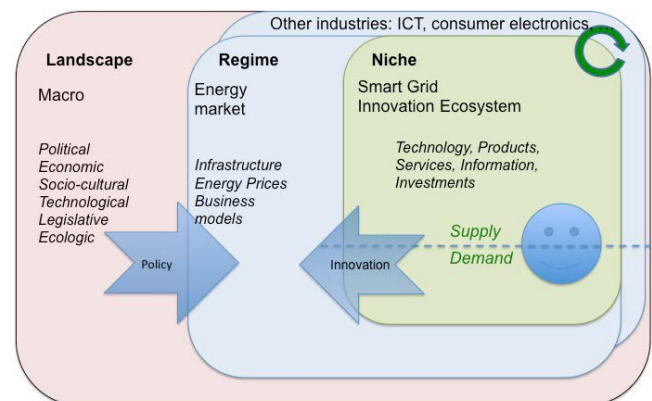 Other industries: ICT, consumer electronics, ...
Landscape
Macro
Political
Economic
Socio-cultural
Technological
Legislative
Ecologic
Policy
Regime
Energy
market
Infrastructure
Energy Prices
Business
models
Niche
Smart Grid
Innovation Ecosystem
Technology, Products,
Services, Information,
Investments
Innovation
Supply
Demand